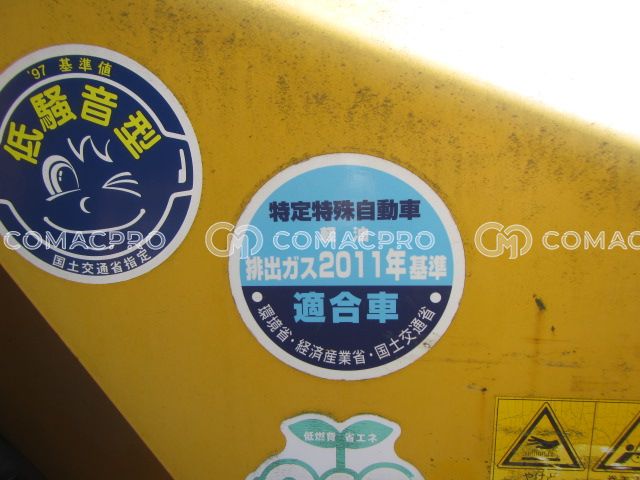 '97 基準値
低騒音型
国土交通省指定
特定特殊自動車
排出ガス2011年基準
適合車
・環境省・経済産業省・国土交通省・
低燃費 省エネ
やけど
COMACPRO
COMACPRO
COMACPRO